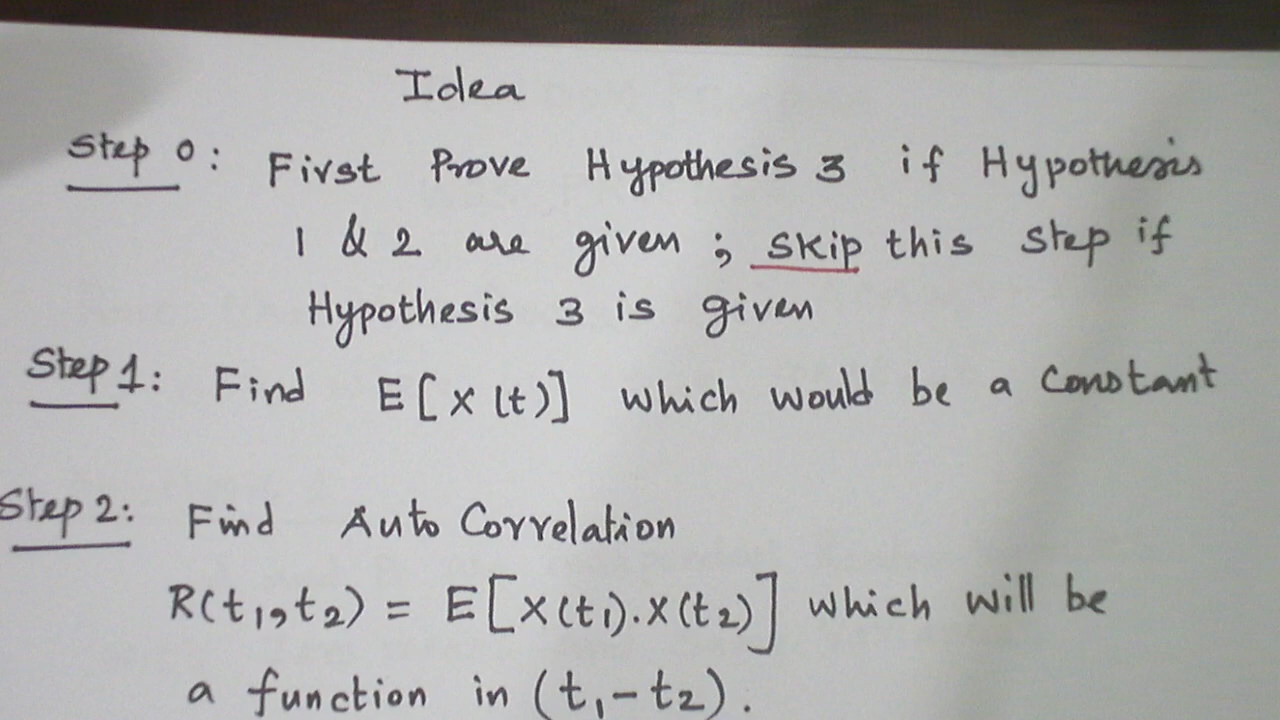 Idea
Step 0: First Prove Hypothesis 3 if Hypothesis
1 & 2 are given ; skip this step if
Hypothesis 3 is given
Step 1: Find E[X(t)] which would be a constant
Step 2: Find Auto Correlation
R(t₁,t₂) = E[X(t₁).X(t₂)] which will be
a function in (t₁-t₂).